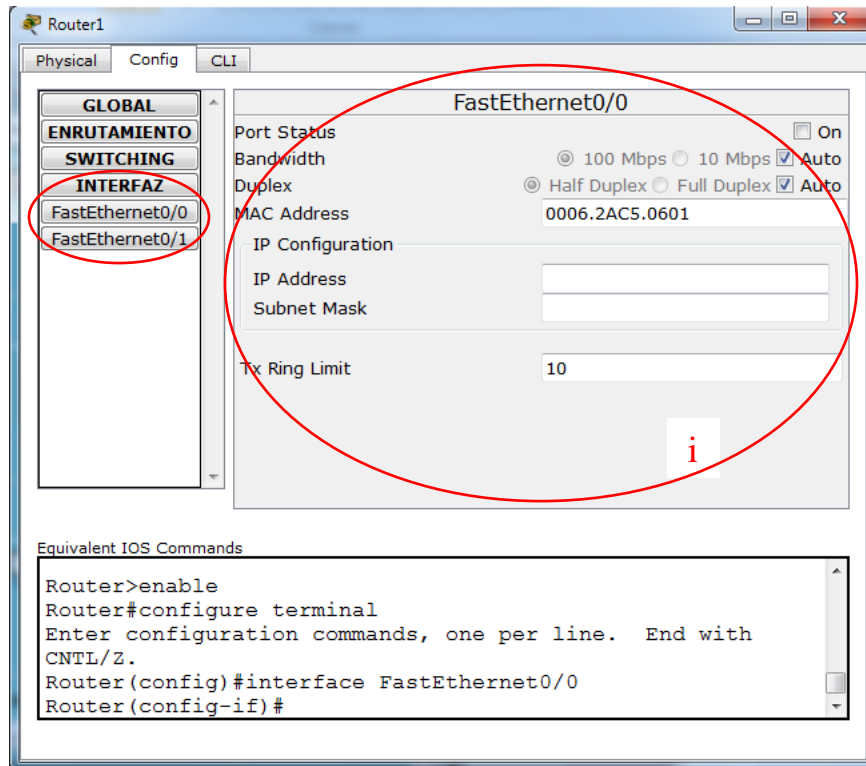 Router1
Physical Config CLI
GLOBAL
ENRUTAMIENTO
SWITCHING
INTERFAZ
FastEthernet0/0
FastEthernet0/1
FastEthernet0/0
Port Status On
Bandwidth 100 Mbps 10 Mbps Auto
Duplex Half Duplex Full Duplex Auto
MAC Address 0006.2AC5.0601
IP Configuration
IP Address
Subnet Mask
Tx Ring Limit 10
i
Equivalent IOS Commands
Router>enable
Router#configure terminal
Enter configuration commands, one per line. End with
CNTL/Z.
Router(config)#interface FastEthernet0/0
Router(config-if)#